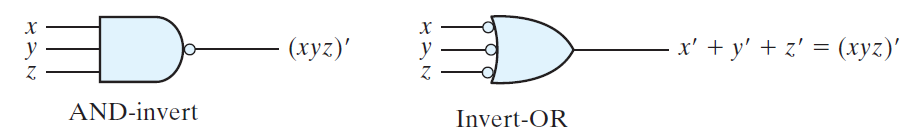 x
y
z
(xyz)′
AND-invert
x
y
z
x′ + y′ + z′ = (xyz)′
Invert-OR